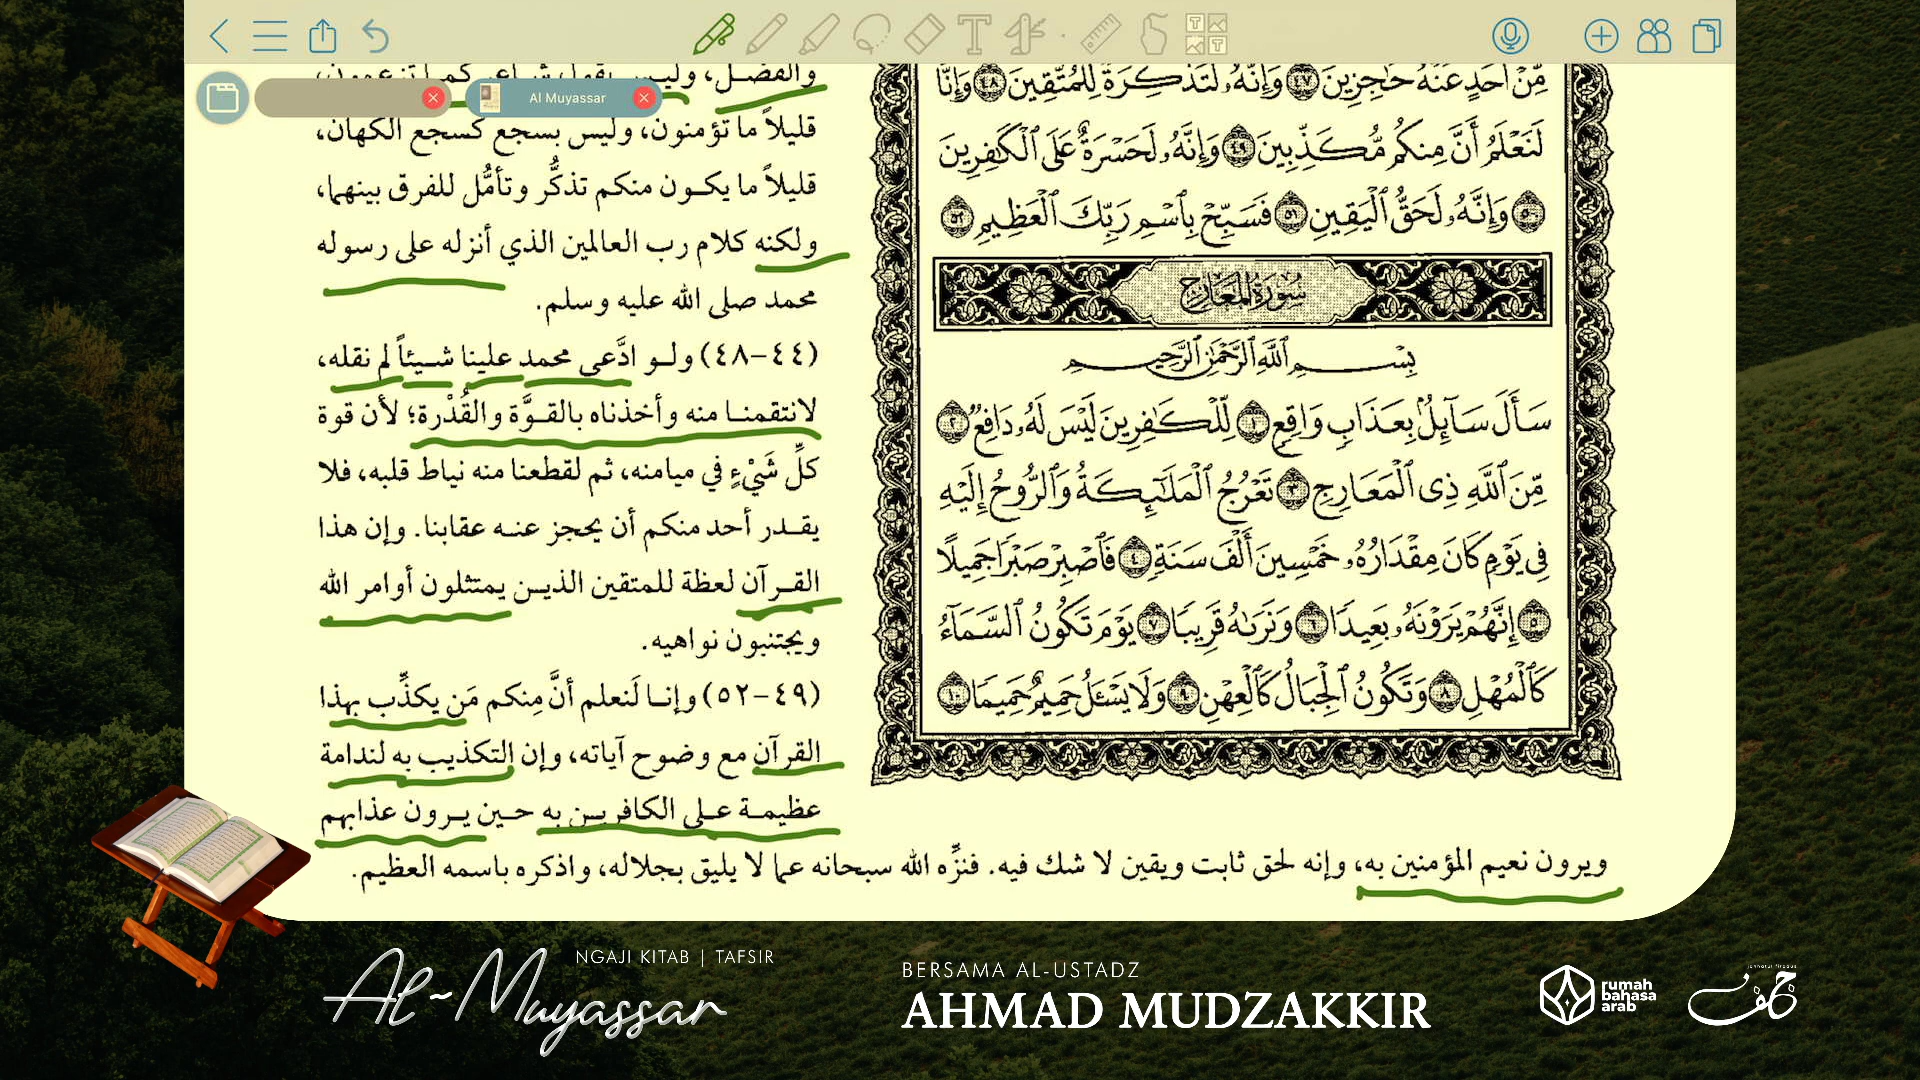 Al Muyassar
مِّنْ أَحَدٍ عَنْهُ حَٰجِزِينَ ٤٧ وَإِنَّهُۥ لَتَذْكِرَةٌ لِّلْمُتَّقِينَ ٤٨ وَإِنَّا
لَنَعْلَمُ أَنَّ مِنكُم مُّكَذِّبِينَ ٤٩ وَإِنَّهُۥ لَحَسْرَةٌ عَلَى ٱلْكَٰفِرِينَ
٥٠ وَإِنَّهُۥ لَحَقُّ ٱلْيَقِينِ ٥١ فَسَبِّحْ بِٱسْمِ رَبِّكَ ٱلْعَظِيمِ ٥٢
سُورَةُ المَعَارِجِ
بِسْمِ ٱللَّهِ ٱلرَّحْمَٰنِ ٱلرَّحِيمِ
سَأَلَ سَآئِلٌۢ بِعَذَابٍ وَاقِعٍ ١ لِّلْكَٰفِرِينَ لَيْسَ لَهُۥ دَافِعٌ ٢
مِّنَ ٱللَّهِ ذِى ٱلْمَعَارِجِ ٣ تَعْرُجُ ٱلْمَلَٰٓئِكَةُ وَٱلرُّوحُ إِلَيْهِ
فِى يَوْمٍ كَانَ مِقْدَارُهُۥ خَمْسِينَ أَلْفَ سَنَةٍ ٤ فَٱصْبِرْ صَبْرًا جَمِيلًا
٥ إِنَّهُمْ يَرَوْنَهُۥ بَعِيدًا ٦ وَنَرَىٰهُ قَرِيبًا ٧ يَوْمَ تَكُونُ ٱلسَّمَآءُ
كَٱلْمُهْلِ ٨ وَتَكُونُ ٱلْجِبَالُ كَٱلْعِهْنِ ٩ وَلَا يَسْـَٔلُ حَمِيمٌ حَمِيمًا ١٠
والفضل، وليس بقول شاعر كما تزعمون،
قليلاً ما تؤمنون، وليس بسجع كسجع الكهان،
قليلاً ما يكون منكم تذكُّر وتأمُّل للفرق بينهما،
ولكنه كلام رب العالمين الذي أنزله على رسوله
محمد صلى الله عليه وسلم.
(٤٤-٤٨) ولو ادَّعى محمد علينا شيئاً لم نقله،
لانتقمنا منه وأخذناه بالقوَّة والقُدْرة؛ لأن قوة
كلِّ شَيْءٍ في ميامنه، ثم لقطعنا منه نياط قلبه، فلا
يقدر أحد منكم أن يحجز عنه عقابنا. وإن هذا
القرآن لعظة للمتقين الذين يمتثلون أوامر الله
ويجتنبون نواهيه.
(٤٩-٥٢) وإنا لَنعلم أنَّ مِنكم مَن يكذِّب بهذا
القرآن مع وضوح آياته، وإن التكذيب به لندامة
عظيمة على الكافرين به حين يرون عذابهم
ويرون نعيم المؤمنين به، وإنه لحق ثابت ويقين لا شك فيه. فنزِّه الله سبحانه عما لا يليق بجلاله، واذكره باسمه العظيم.
NGAJI KITAB | TAFSIR
Al-Muyassar
BERSAMA AL-USTADZ
AHMAD MUDZAKKIR
rumah
bahasa
arab